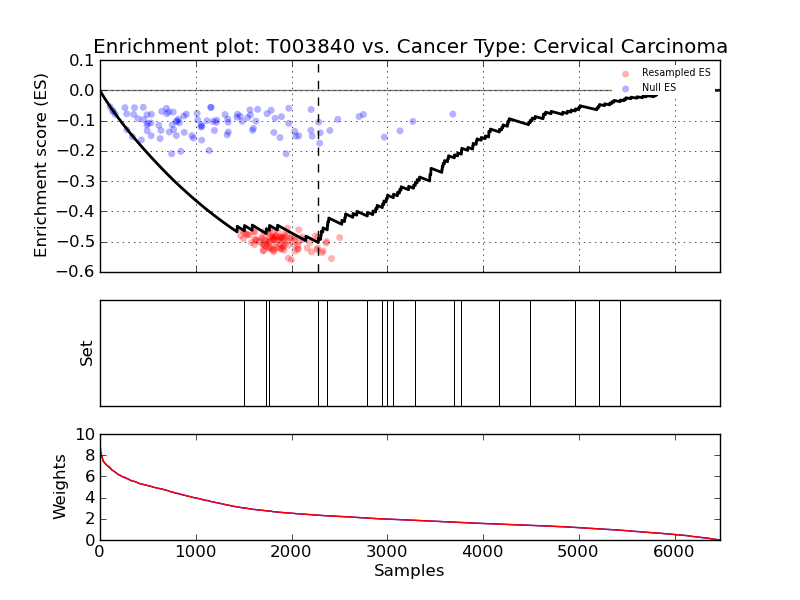 Enrichment plot: T003840 vs. Cancer Type: Cervical Carcinoma
Enrichment score (ES)
0.1
0.0
−0.1
−0.2
−0.3
−0.4
−0.5
−0.6
Resampled ES
Null ES
Set
Weights
10
8
6
4
2
0
0 1000 2000 3000 4000 5000 6000
Samples